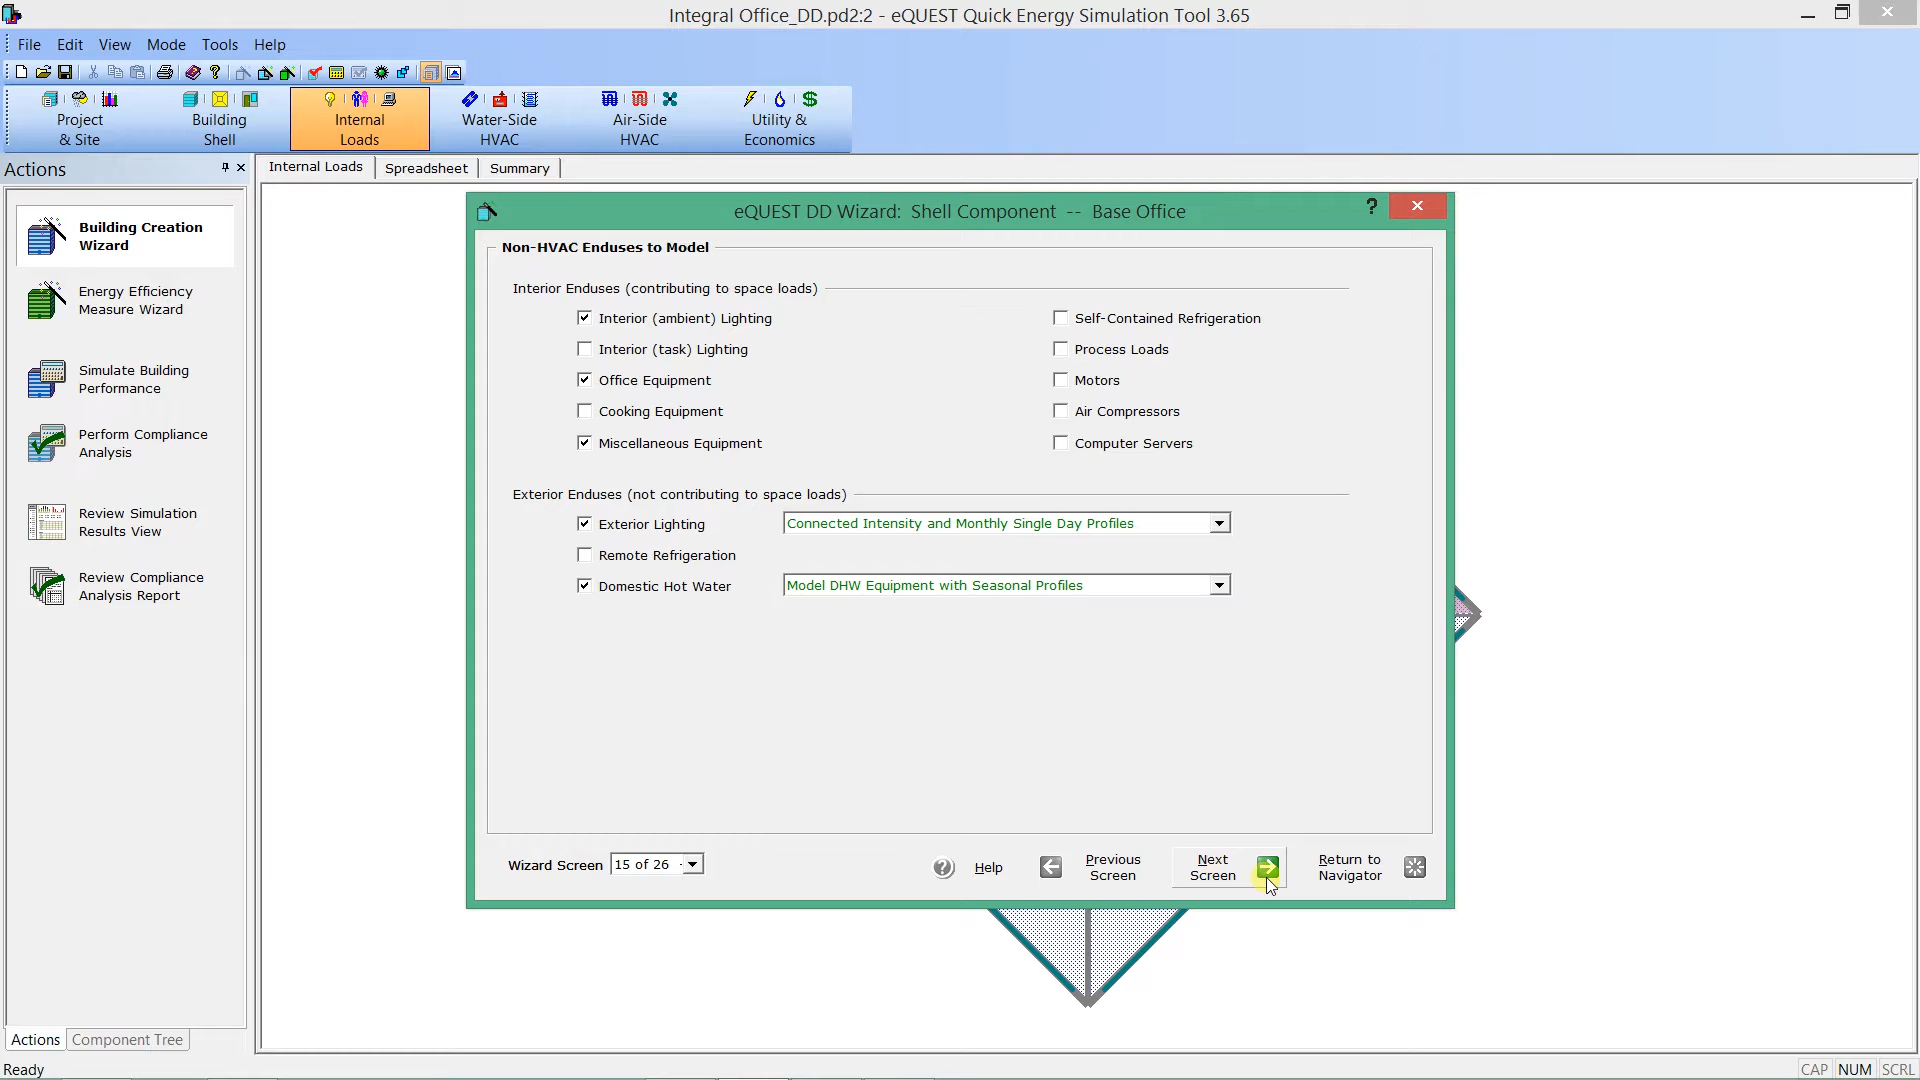 Integral Office_DD.pd2:2 - eQUEST Quick Energy Simulation Tool 3.65
File Edit View Mode Tools Help
Project & Site
Building Shell
Internal Loads
Water-Side HVAC
Air-Side HVAC
Utility & Economics
Actions
Internal Loads Spreadsheet Summary
Building Creation
Wizard
Energy Efficiency
Measure Wizard
Simulate Building
Performance
Perform Compliance
Analysis
Review Simulation
Results View
Review Compliance
Analysis Report
eQUEST DD Wizard: Shell Component -- Base Office
?
Non-HVAC Enduses to Model
Interior Enduses (contributing to space loads)
Interior (ambient) Lighting
Interior (task) Lighting
Office Equipment
Cooking Equipment
Miscellaneous Equipment
Self-Contained Refrigeration
Process Loads
Motors
Air Compressors
Computer Servers
Exterior Enduses (not contributing to space loads)
Exterior Lighting Connected Intensity and Monthly Single Day Profiles
Remote Refrigeration
Domestic Hot Water Model DHW Equipment with Seasonal Profiles
Wizard Screen 15 of 26 -
? Help
Previous
Screen
Next
Screen
Return to
Navigator
Actions Component Tree
Ready
CAP NUM SCRL